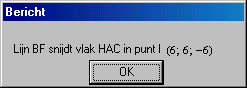 Bericht
Lijn BF snijdt vlak HAC in punt I (6; 6; −6)
OK